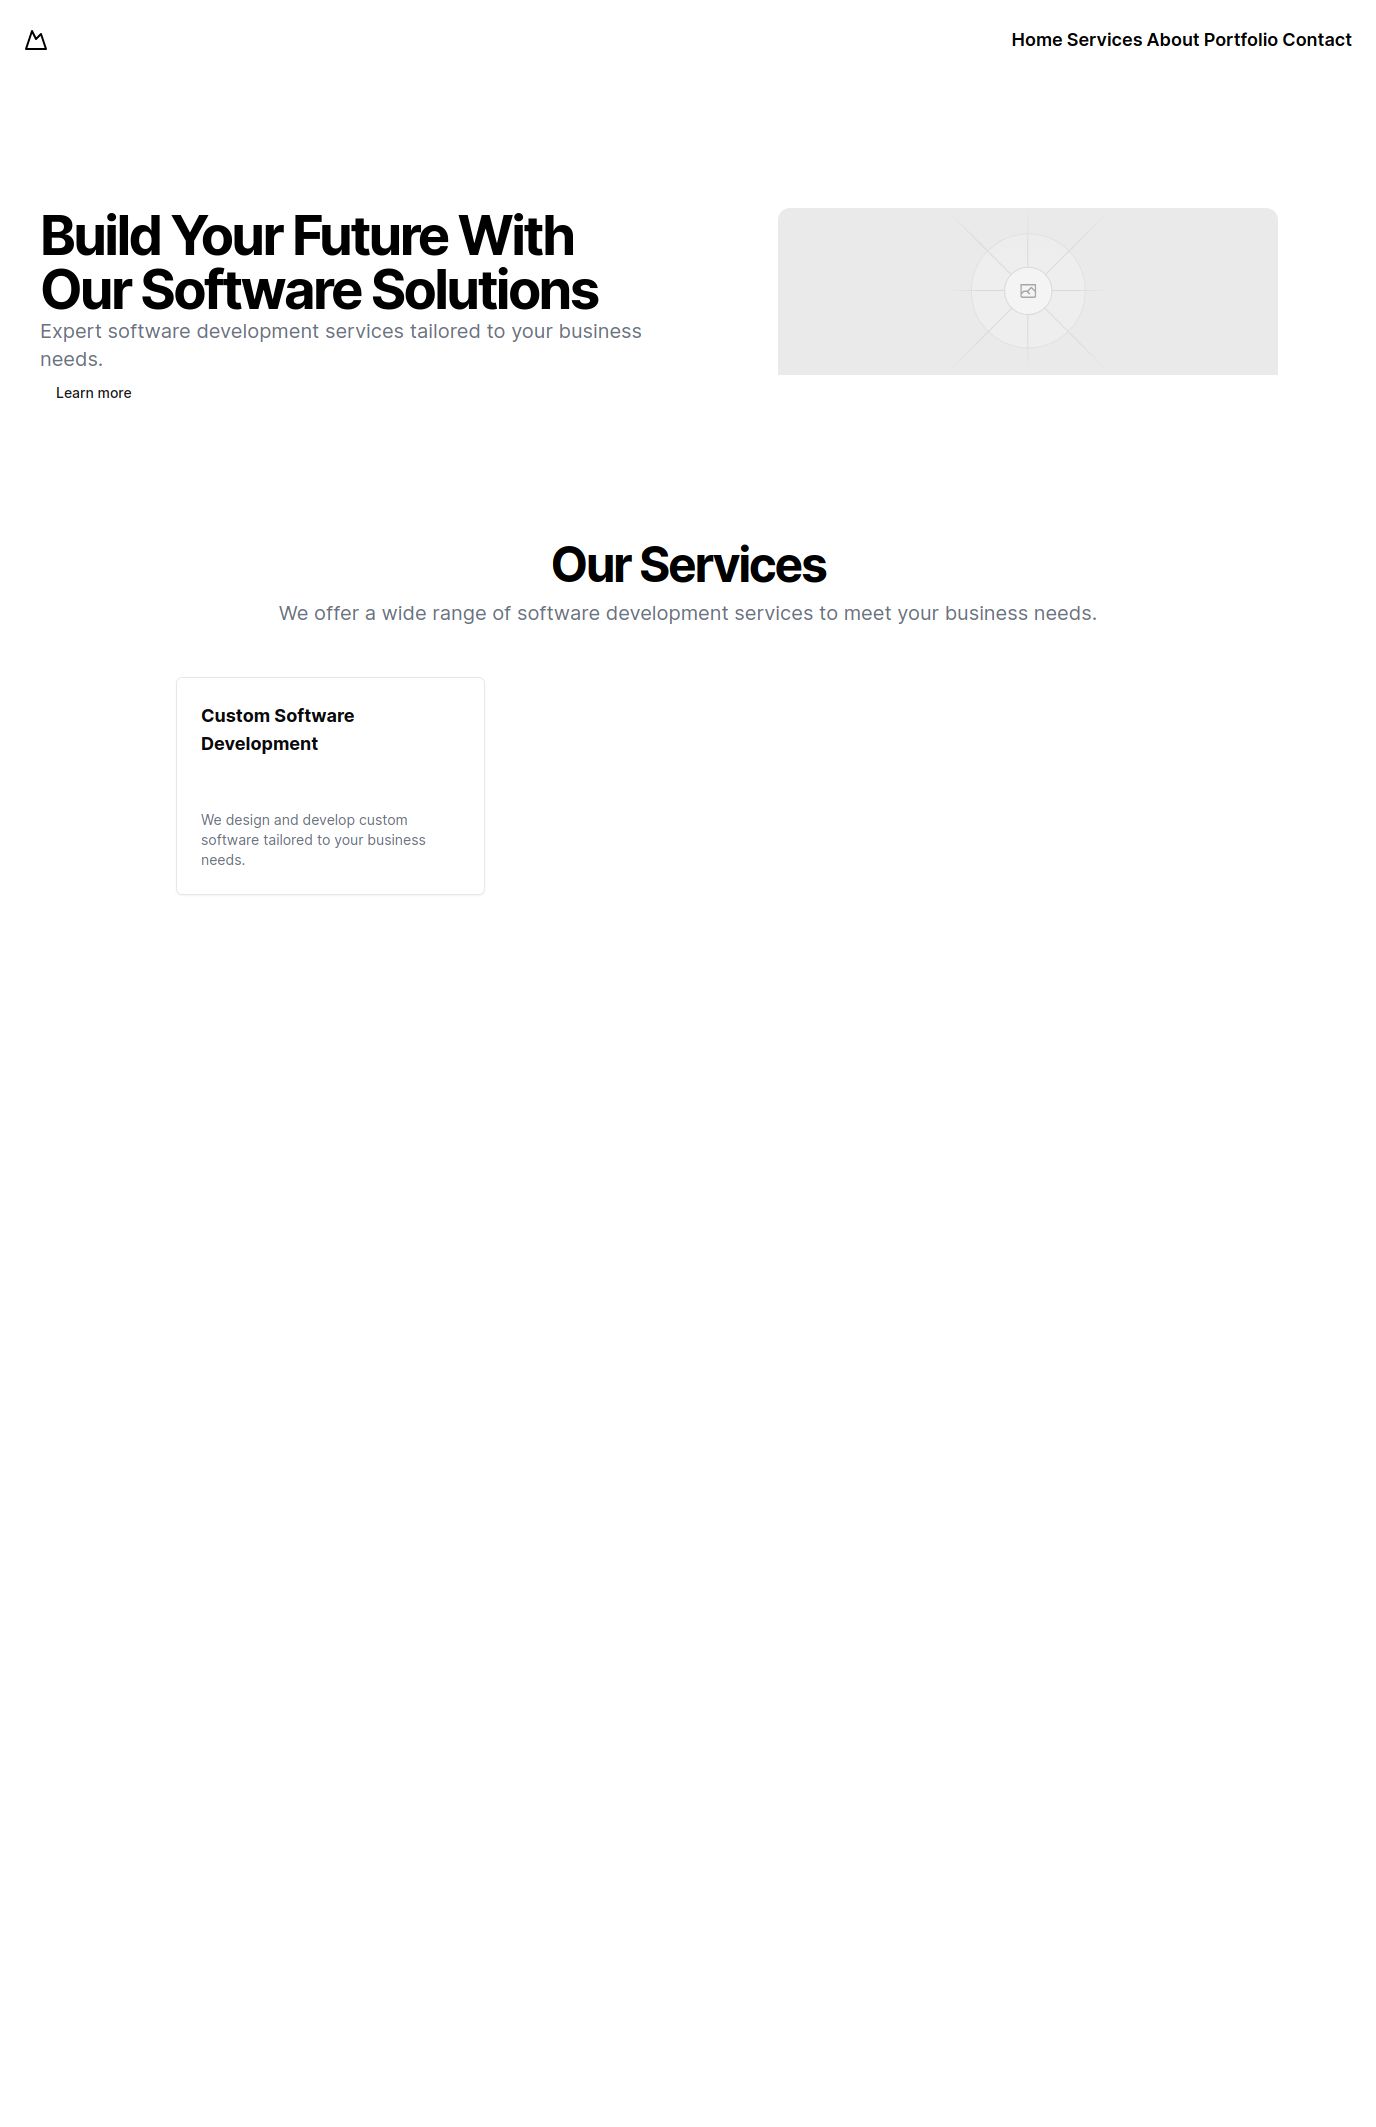 Home Services About Portfolio Contact
Build Your Future With
Our Software Solutions
Expert software development services tailored to your business
needs.
Learn more
Our Services
We offer a wide range of software development services to meet your business needs.
Custom Software
Development
We design and develop custom
software tailored to your business
needs.